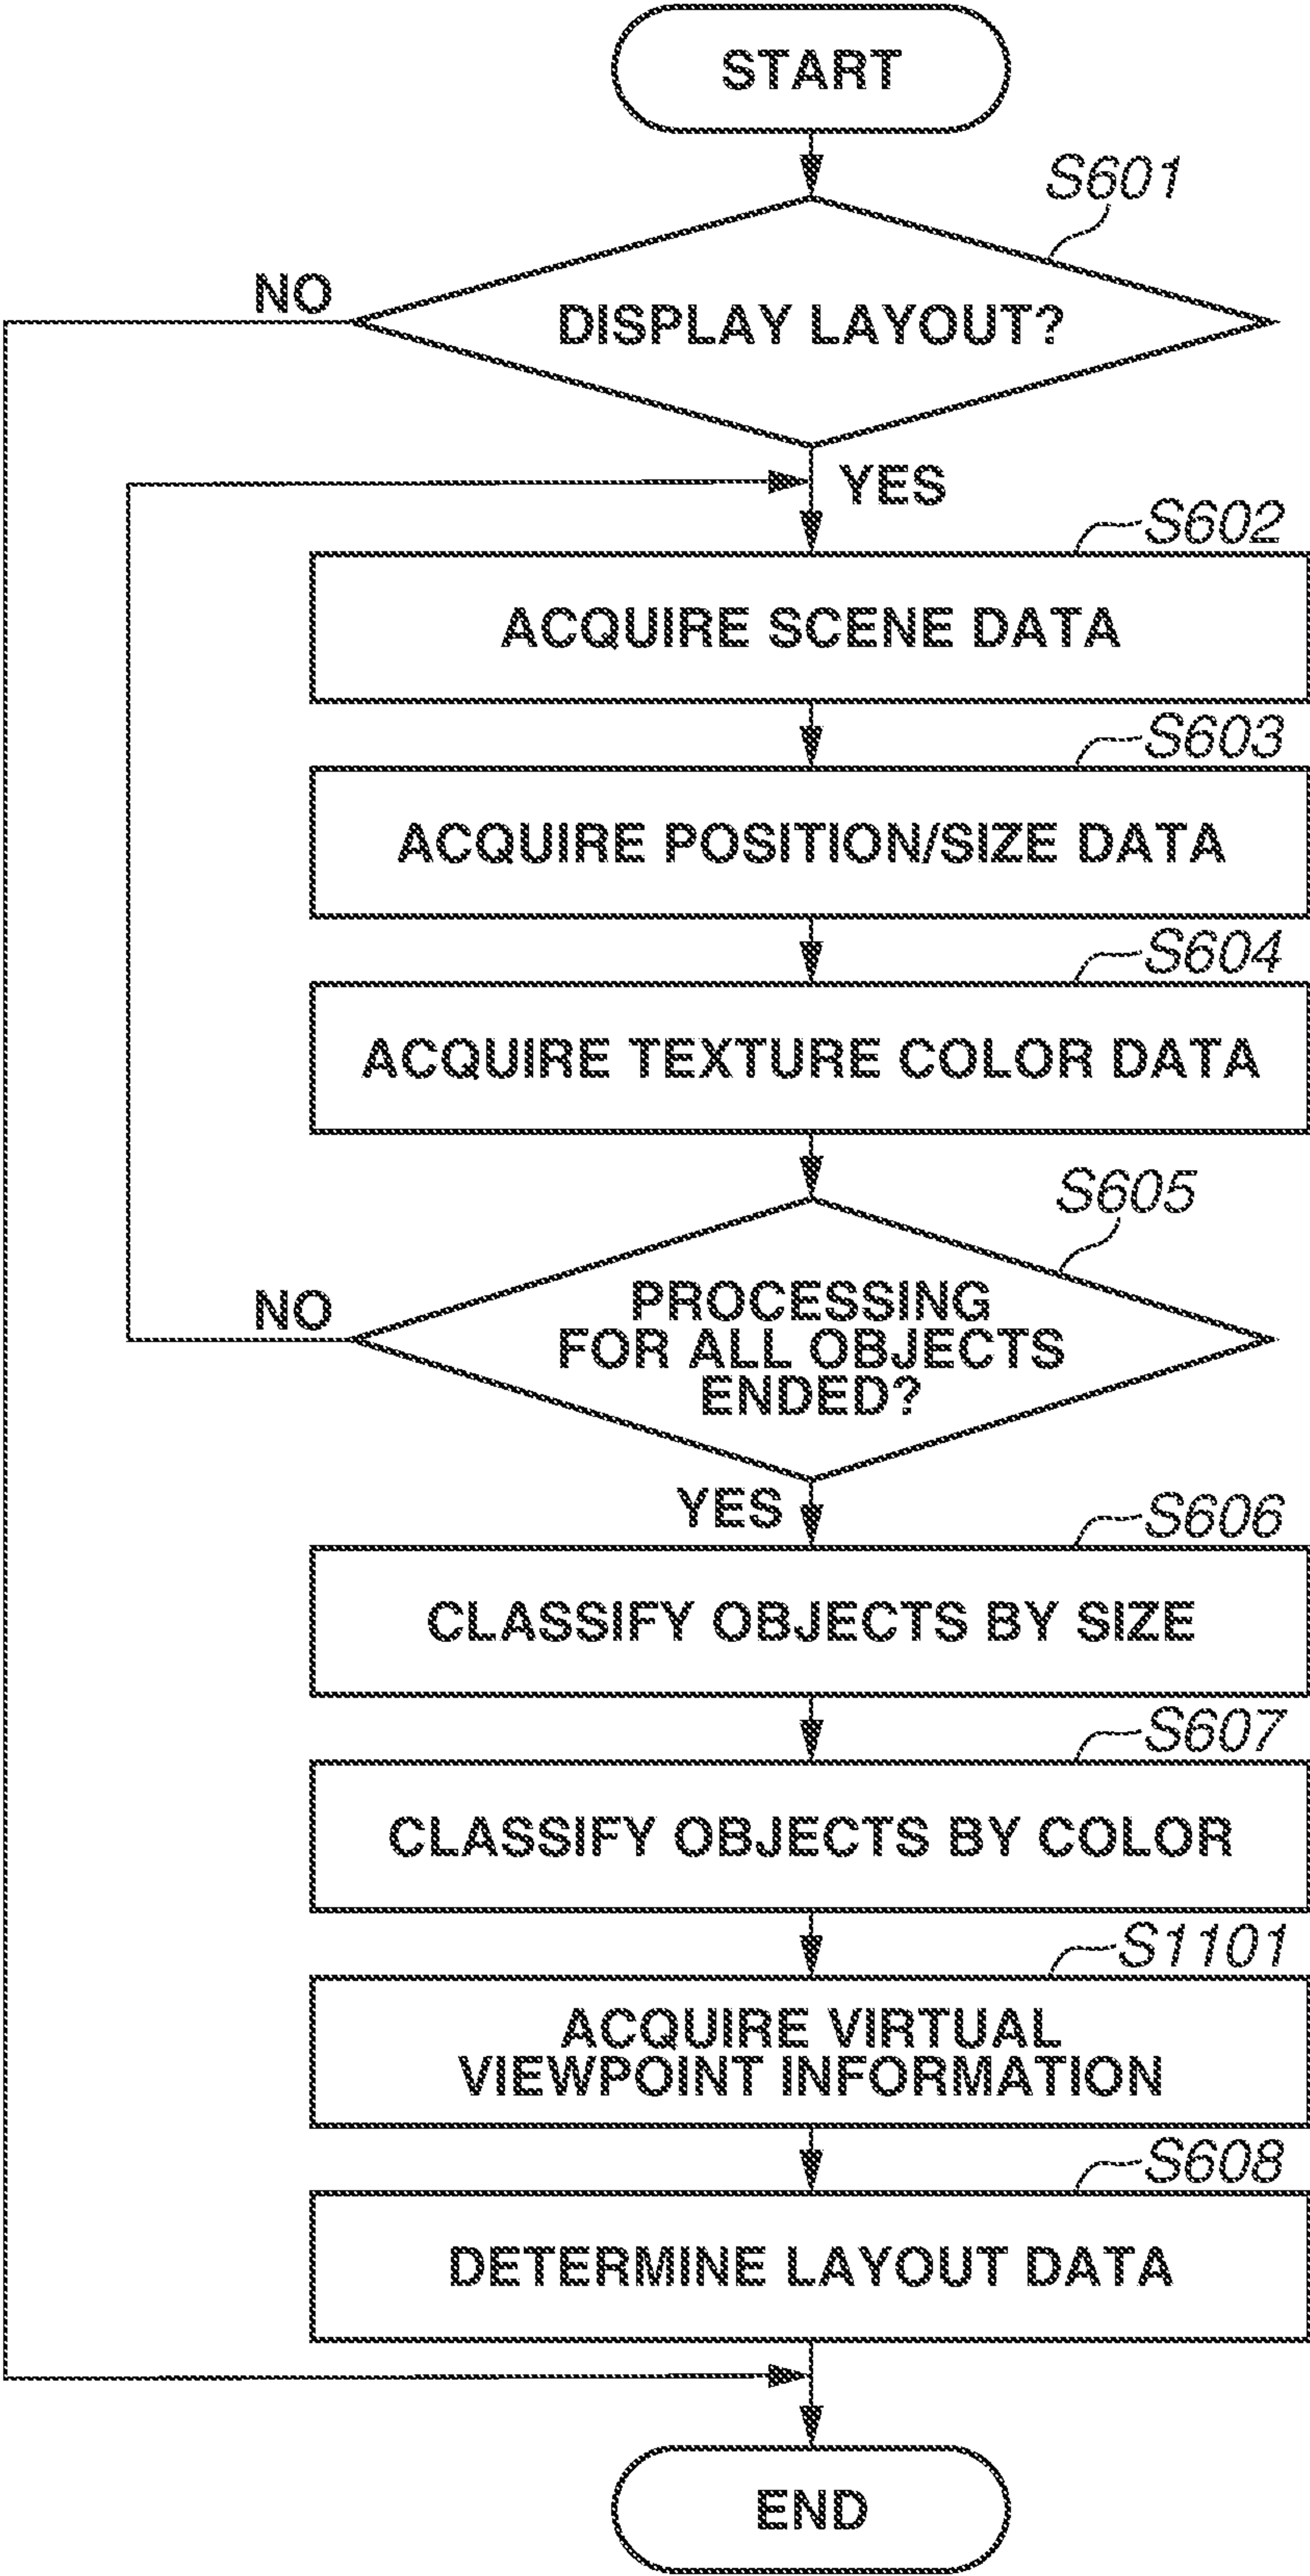 START
S601
NO
DISPLAY LAYOUT?
YES
S602
ACQUIRE SCENE DATA
S603
ACQUIRE POSITION/SIZE DATA
S604
ACQUIRE TEXTURE COLOR DATA
S605
NO
PROCESSING
FOR ALL OBJECTS
ENDED?
YES
S606
CLASSIFY OBJECTS BY SIZE
S607
CLASSIFY OBJECTS BY COLOR
S1101
ACQUIRE VIRTUAL
VIEWPOINT INFORMATION
S608
DETERMINE LAYOUT DATA
END